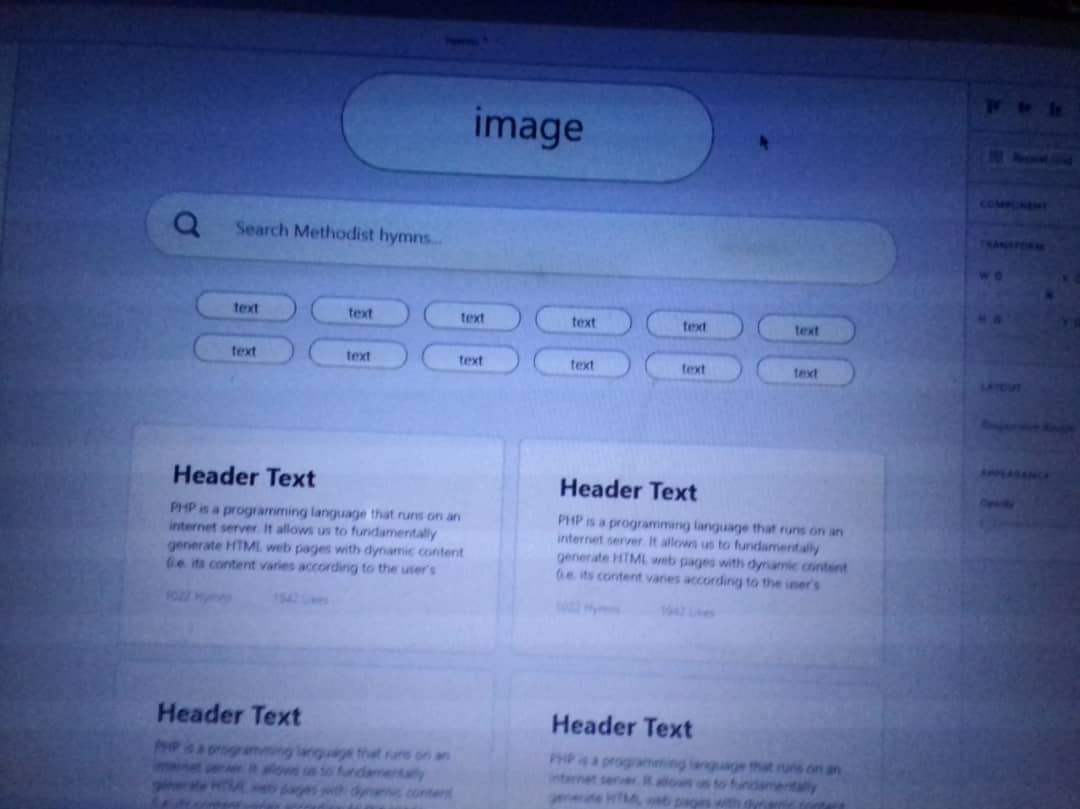 image
Search Methodist hymns...
text text text text text text
text text text text text text
Header Text
PHP is a programming language that runs on an
internet server. It allows us to fundamentally
generate HTML web pages with dynamic content
(i.e. its content varies according to the user's
1022 Hymns 1942 Likes
Header Text
PHP is a programming language that runs on an
internet server. It allows us to fundamentally
generate HTML web pages with dynamic content
(i.e. its content varies according to the user's
1022 Hymns 1942 Likes
Header Text
PHP is a programming language that runs on an
internet server. It allows us to fundamentally
generate HTML web pages with dynamic content
Header Text
PHP is a programming language that runs on an
internet server. It allows us to fundamentally
generate HTML web pages with dynamic content
Repeat Grid
COMPONENT
TRANSFORM
W 0
H 0
LAYOUT
Responsive Resize
APPEARANCE
Opacity